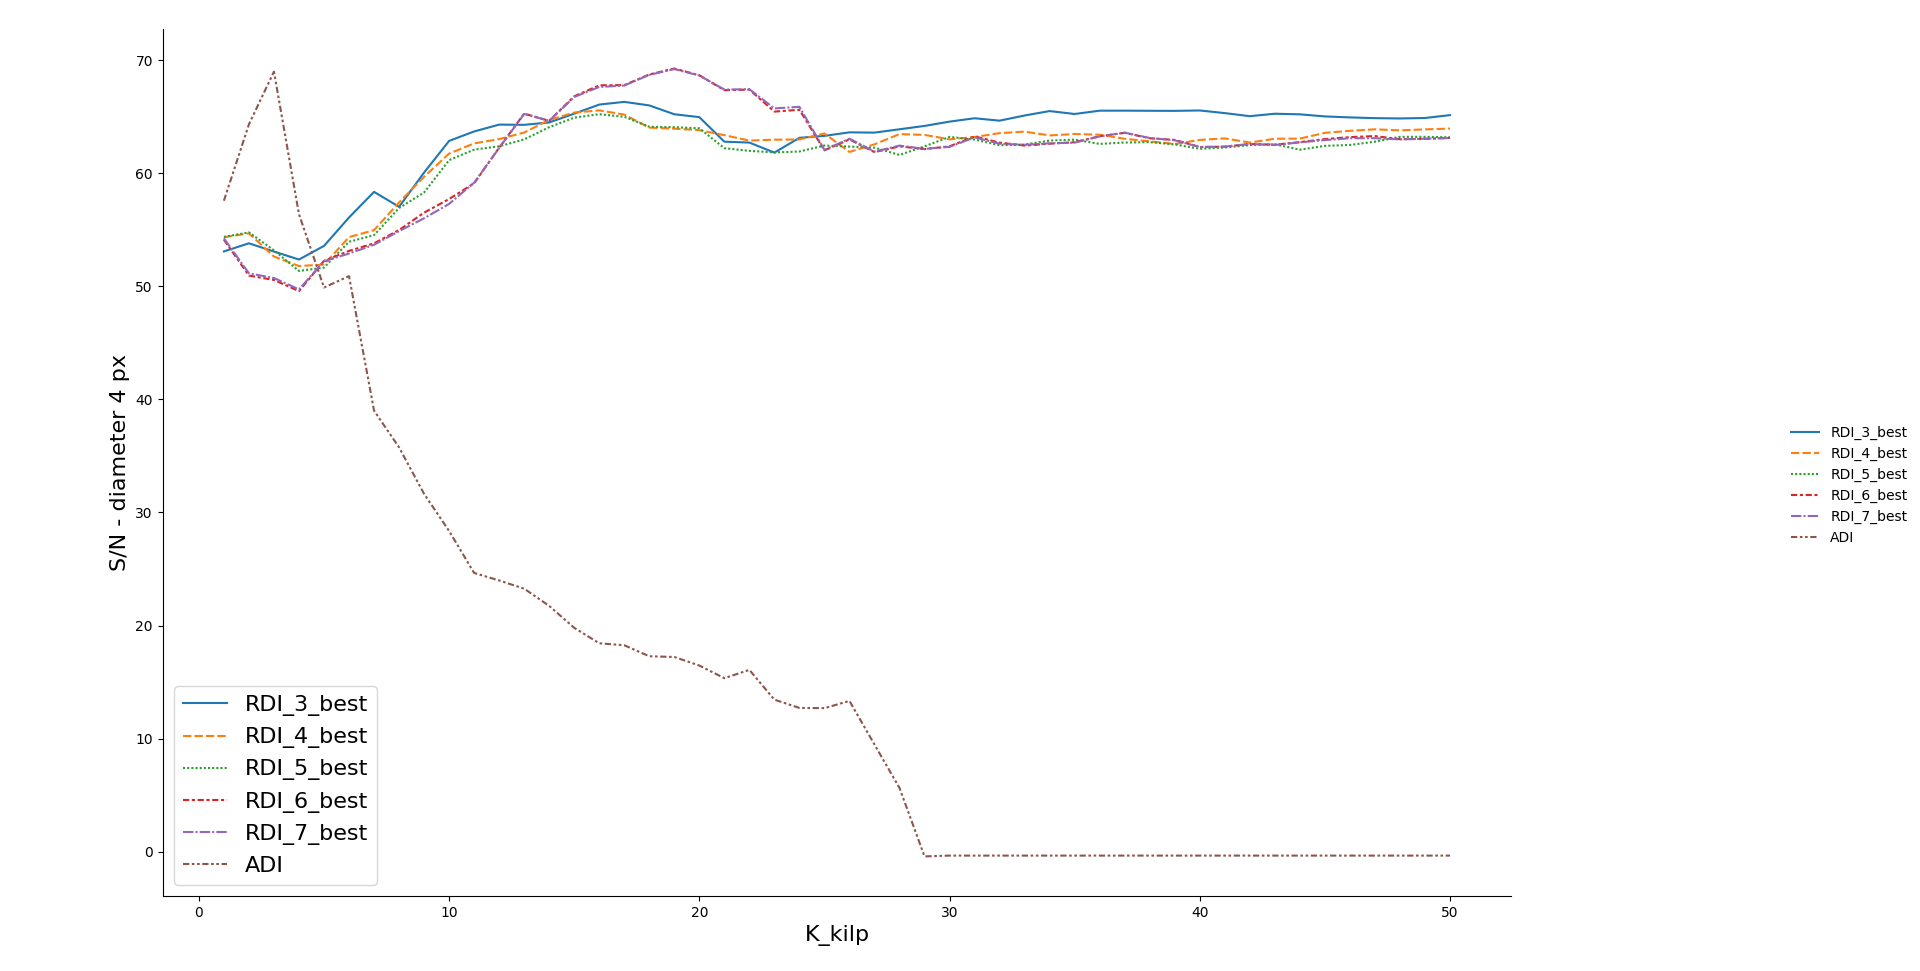 S/N - diameter 4 px
70
60
50
40
30
20
10
0
0 10 20 30 40 50
K_kilp
RDI_3_best
RDI_4_best
RDI_5_best
RDI_6_best
RDI_7_best
ADI
RDI_3_best
RDI_4_best
RDI_5_best
RDI_6_best
RDI_7_best
ADI